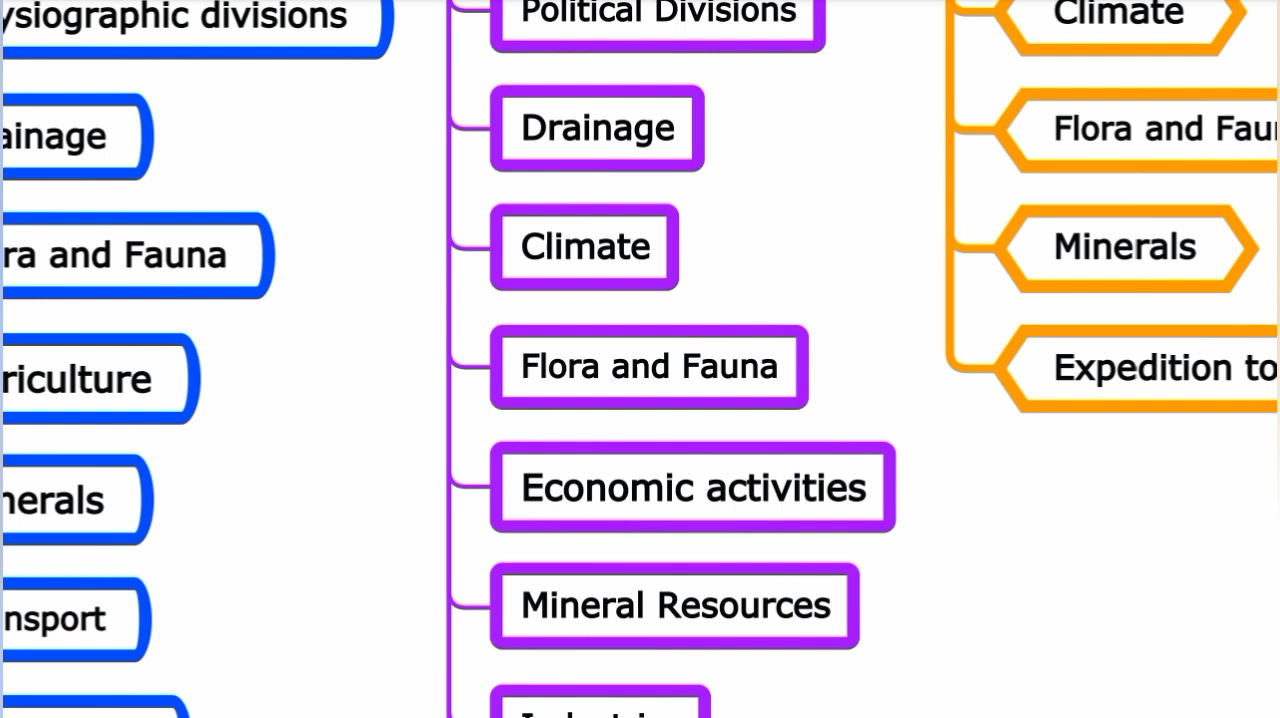 ysiographic divisions
ainage
ra and Fauna
riculture
nerals
nsport
Political Divisions
Drainage
Climate
Flora and Fauna
Economic activities
Mineral Resources
Climate
Flora and Fau
Minerals
Expedition to